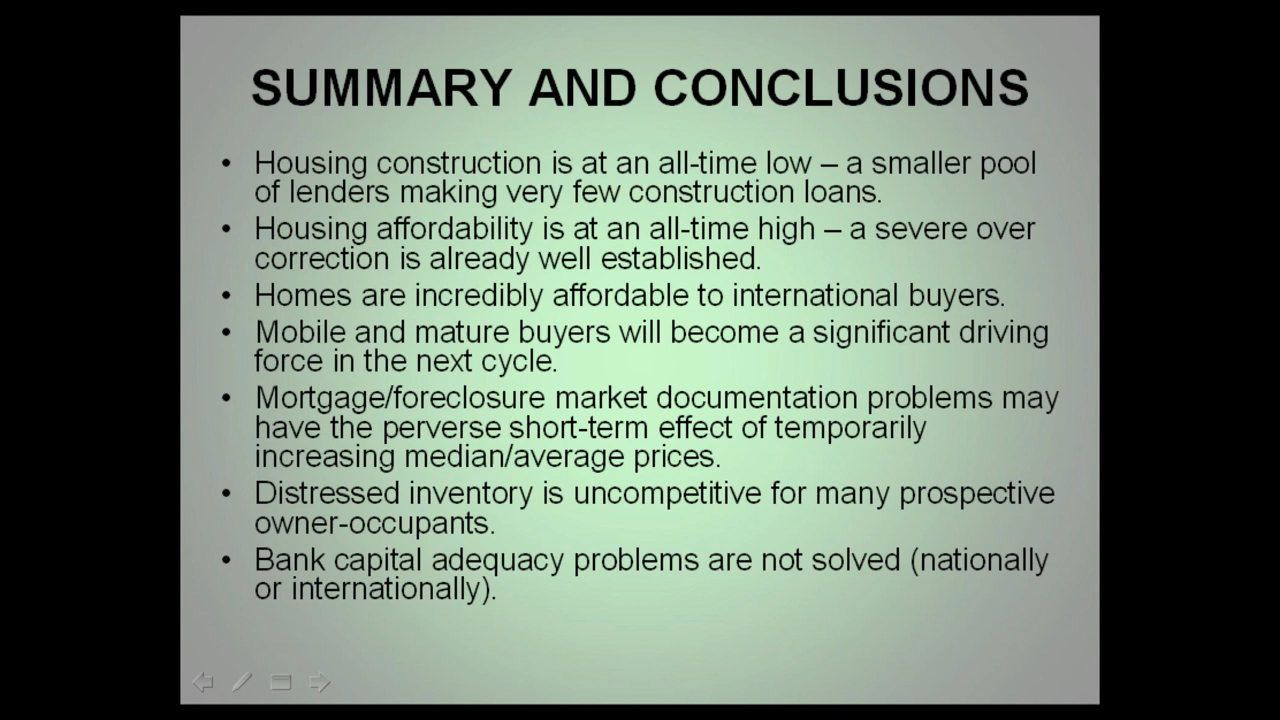 SUMMARY AND CONCLUSIONS
• Housing construction is at an all-time low – a smaller pool
of lenders making very few construction loans.
• Housing affordability is at an all-time high – a severe over
correction is already well established.
• Homes are incredibly affordable to international buyers.
• Mobile and mature buyers will become a significant driving
force in the next cycle.
• Mortgage/foreclosure market documentation problems may
have the perverse short-term effect of temporarily
increasing median/average prices.
• Distressed inventory is uncompetitive for many prospective
owner-occupants.
• Bank capital adequacy problems are not solved (nationally
or internationally).